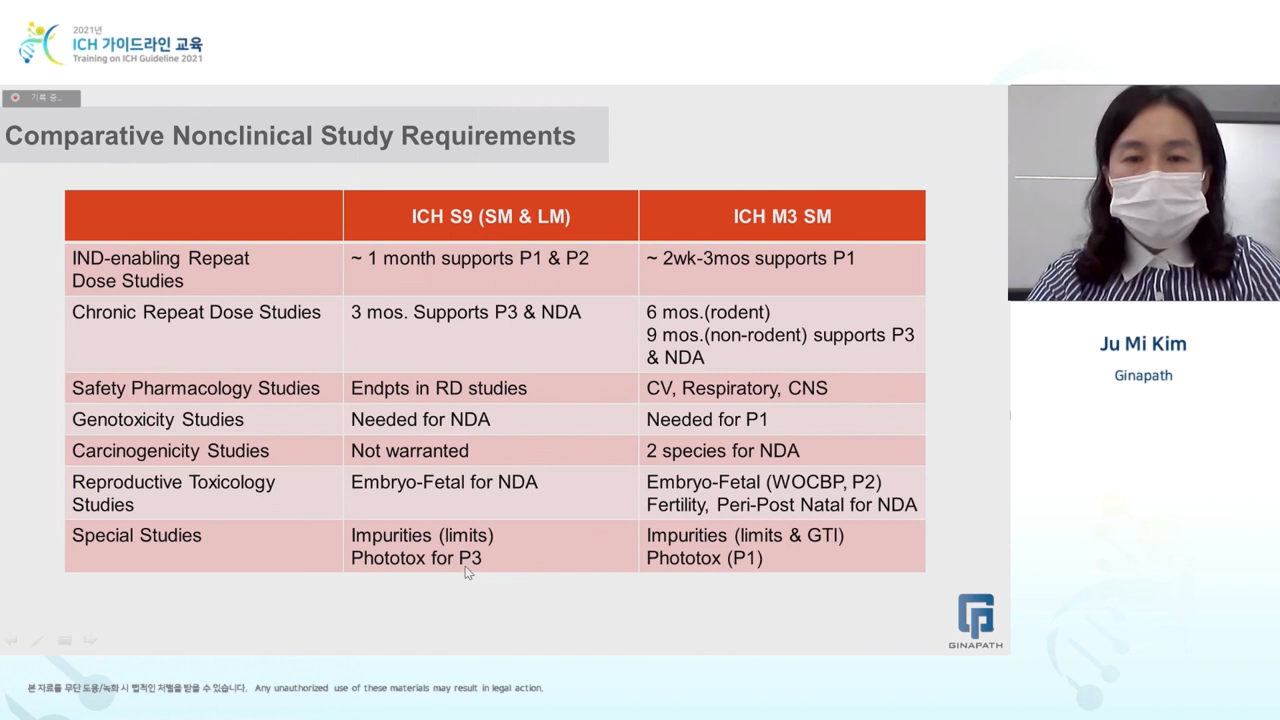 2021년
ICH 가이드라인 교육
Training on ICH Guideline 2021
기록 중...
Comparative Nonclinical Study Requirements
ICH S9 (SM & LM)
ICH M3 SM
IND-enabling Repeat
Dose Studies
~ 1 month supports P1 & P2
~ 2wk-3mos supports P1
Chronic Repeat Dose Studies
3 mos. Supports P3 & NDA
6 mos.(rodent)
9 mos.(non-rodent) supports P3
& NDA
Safety Pharmacology Studies
Endpts in RD studies
CV, Respiratory, CNS
Genotoxicity Studies
Needed for NDA
Needed for P1
Carcinogenicity Studies
Not warranted
2 species for NDA
Reproductive Toxicology
Studies
Embryo-Fetal for NDA
Embryo-Fetal (WOCBP, P2)
Fertility, Peri-Post Natal for NDA
Special Studies
Impurities (limits)
Phototox for P3
Impurities (limits & GTI)
Phototox (P1)
Ju Mi Kim
Ginapath
GINAPATH
본 자료를 무단 도용/녹화 시 법적인 처벌을 받을 수 있습니다. Any unauthorized use of these materials may result in legal action.